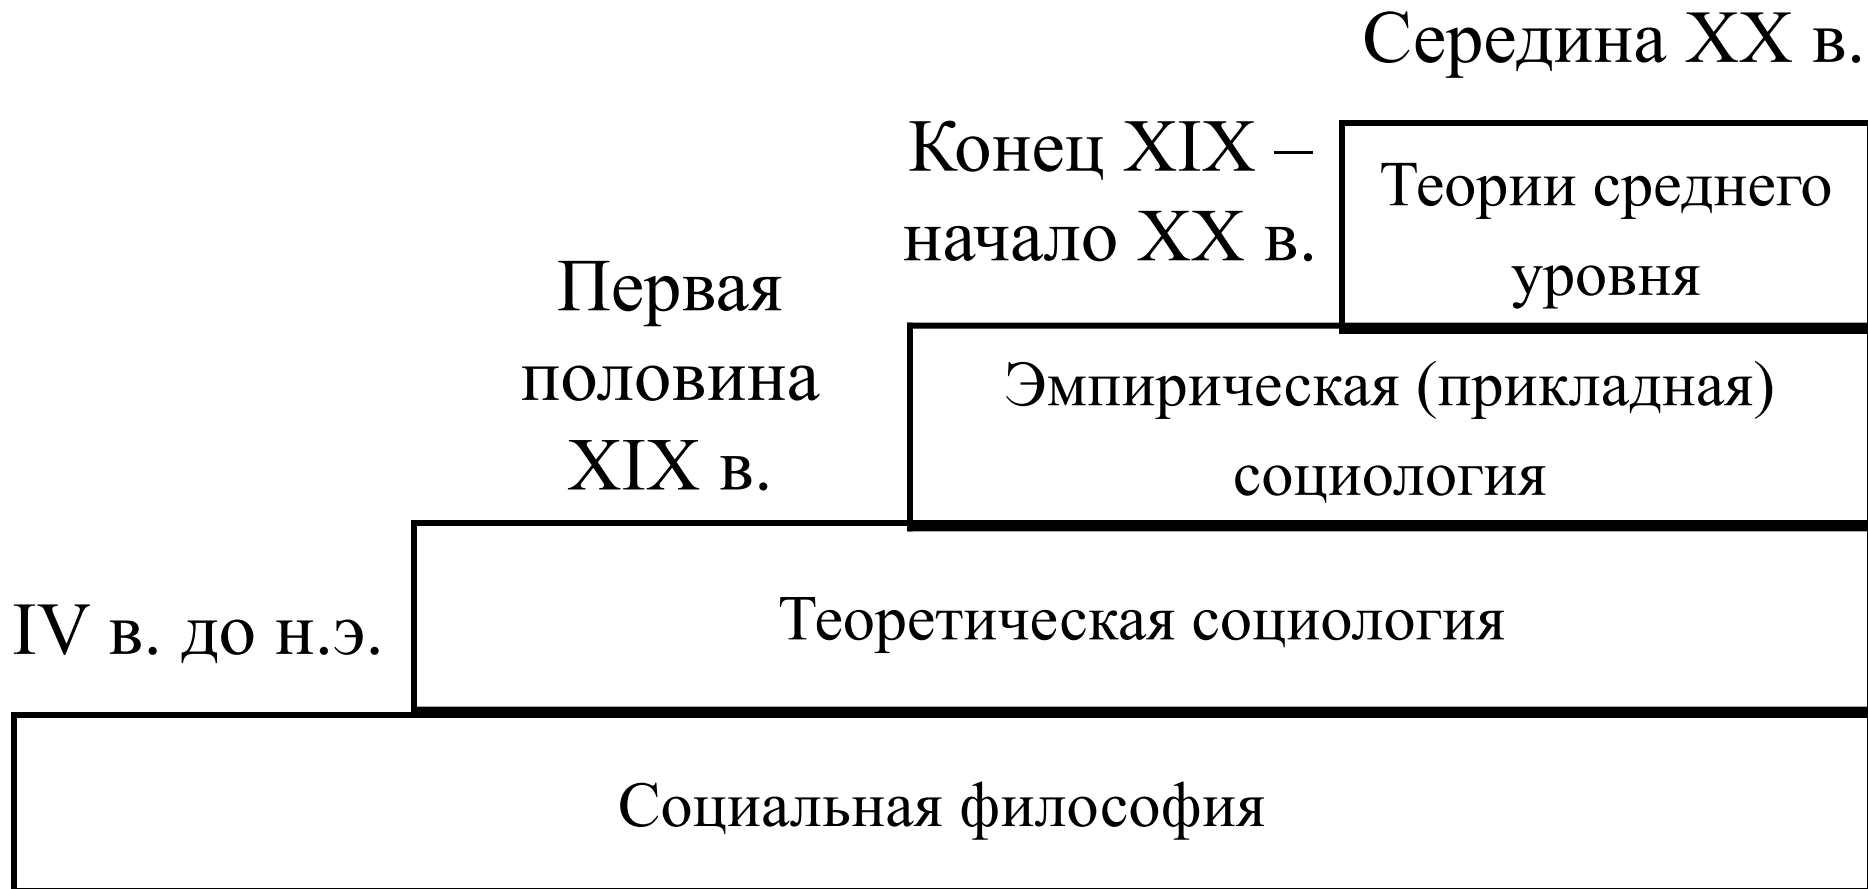 Середина XX в.
Конец XIX –
начало XX в.
Теории среднего
уровня
Первая
половина
XIX в.
Эмпирическая (прикладная)
социология
IV в. до н.э.
Теоретическая социология
Социальная философия